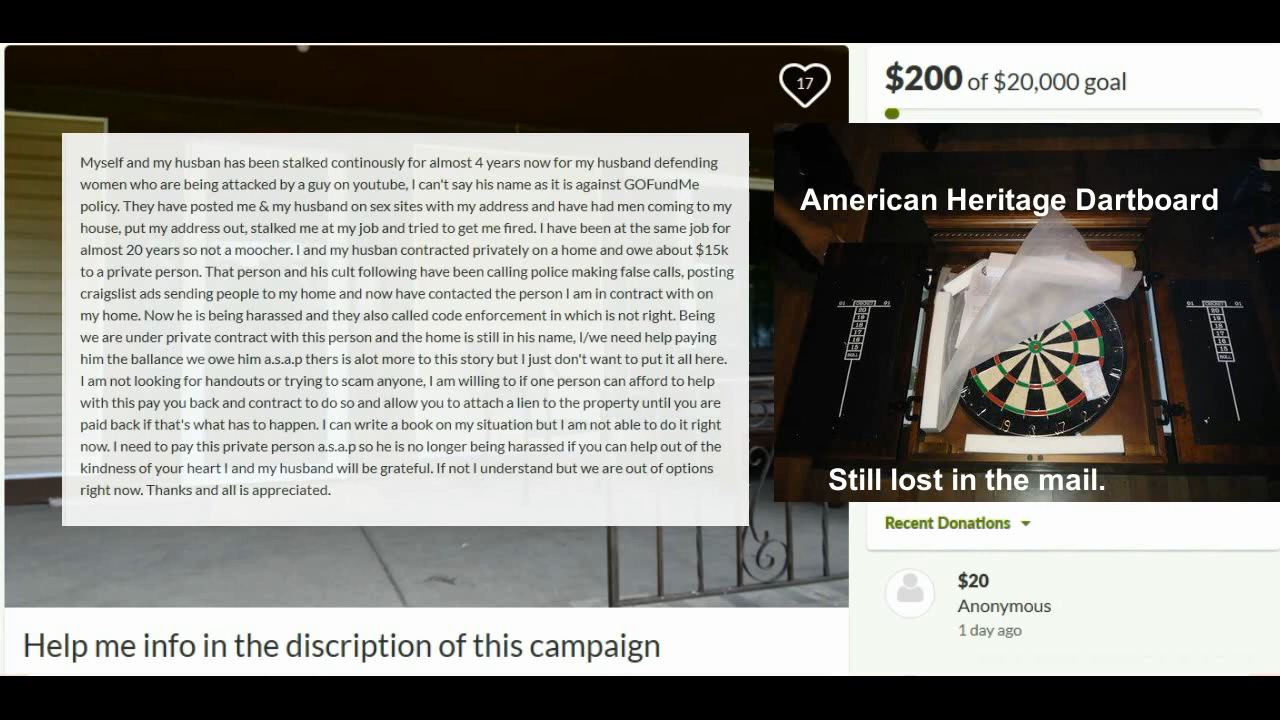 17
$200 of $20,000 goal
Myself and my husban has been stalked continously for almost 4 years now for my husband defending
women who are being attacked by a guy on youtube, I can't say his name as it is against GOFundMe
policy. They have posted me & my husband on sex sites with my address and have had men coming to my
house, put my address out, stalked me at my job and tried to get me fired. I have been at the same job for
almost 20 years so not a moocher. I and my husban contracted privately on a home and owe about $15k
to a private person. That person and his cult following have been calling police making false calls, posting
craigslist ads sending people to my home and now have contacted the person I am in contract with on
my home. Now he is being harassed and they also called code enforcement in which is not right. Being
we are under private contract with this person and the home is still in his name, I/we need help paying
him the ballance we owe him a.s.a.p thers is alot more to this story but I just don't want to put it all here.
I am not looking for handouts or trying to scam anyone, I am willing to if one person can afford to help
with this pay you back and contract to do so and allow you to attach a lien to the property until you are
paid back if that's what has to happen. I can write a book on my situation but I am not able to do it right
now. I need to pay this private person a.s.a.p so he is no longer being harassed if you can help out of the
kindness of your heart I and my husband will be grateful. If not I understand but we are out of options
right now. Thanks and all is appreciated.
American Heritage Dartboard
Still lost in the mail.
Recent Donations
$20
Anonymous
1 day ago
Help me info in the discription of this campaign